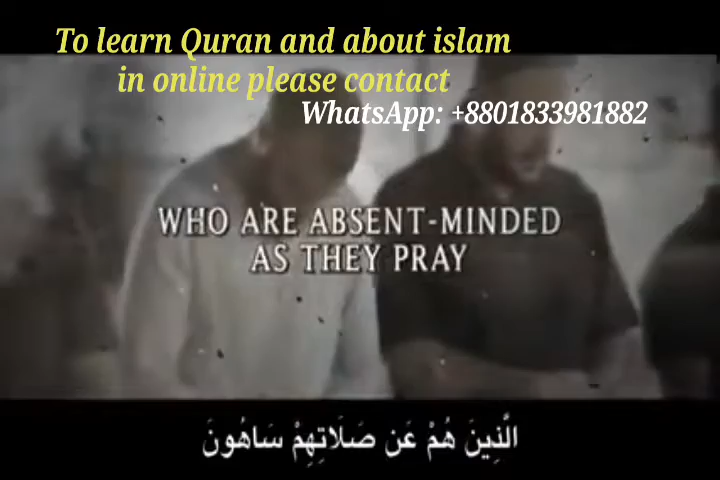 To learn Quran and about islam
in online please contact
WhatsApp: +8801833981882
WHO ARE ABSENT-MINDED
AS THEY PRAY
الَّذِينَ هُمْ عَن صَلَاتِهِمْ سَاهُونَ